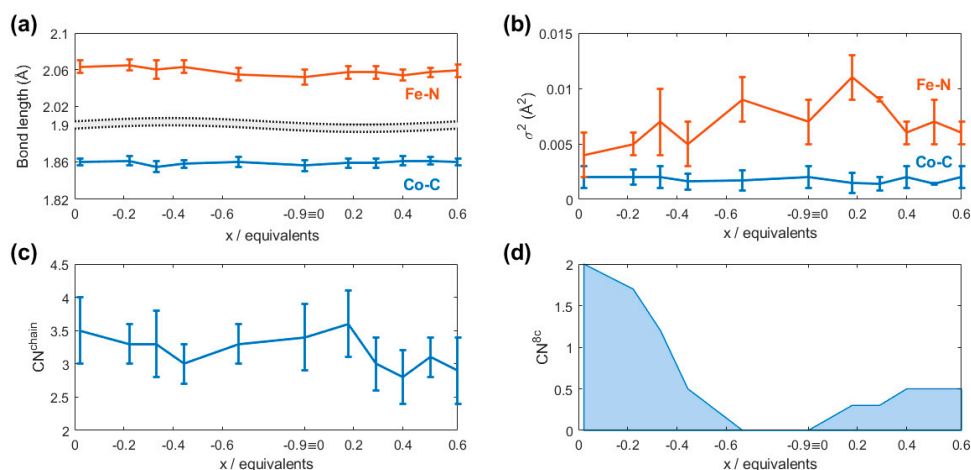 (a)
2.1
2.06
2.02
1.9
1.86
1.82
Bond length (Å)
Fe-N
Co-C
0 -0.2 -0.4 -0.6 -0.9≡0 0.2 0.4 0.6
x / equivalents
(b)
0.015
0.01
0.005
0
σ² (Å²)
Fe-N
Co-C
0 -0.2 -0.4 -0.6 -0.9≡0 0.2 0.4 0.6
x / equivalents
(c)
4.5
4
3.5
3
2.5
2
CN^chain
0 -0.2 -0.4 -0.6 -0.9≡0 0.2 0.4 0.6
x / equivalents
(d)
2
1.5
1
0.5
0
CN^8c
0 -0.2 -0.4 -0.6 -0.9≡0 0.2 0.4 0.6
x / equivalents